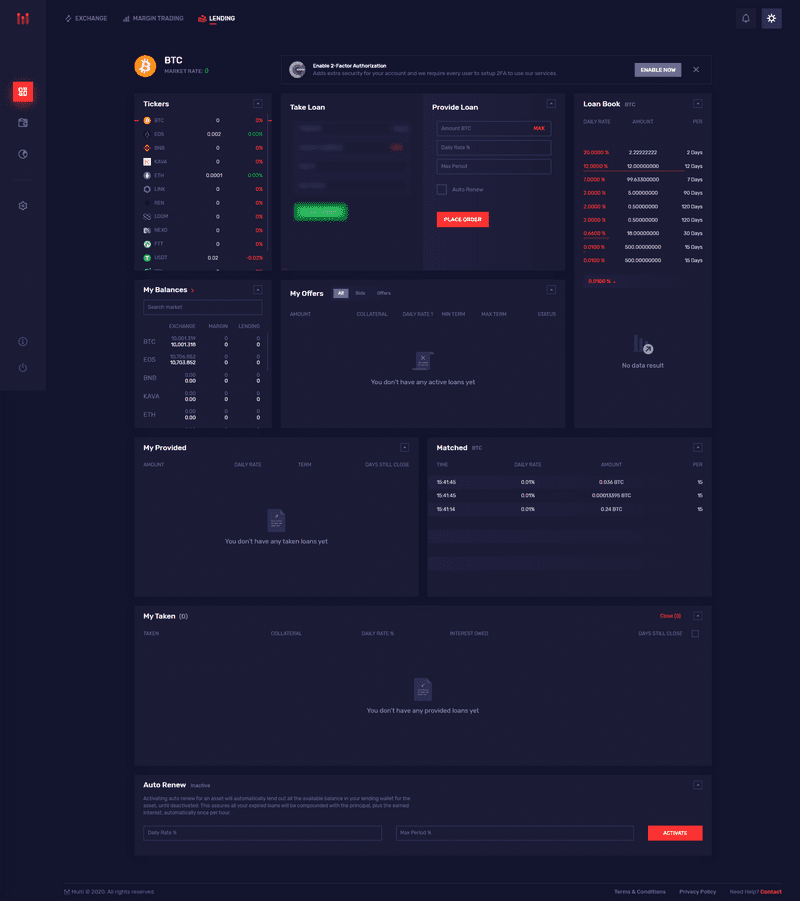 EXCHANGE MARGIN TRADING LENDING
BTC
MARKET RATE: 0
Enable 2-Factor Authorization
Adds extra security for your account and we require every user to setup 2FA to use our services.
ENABLE NOW
Tickers
BTC 0 0%
EOS 0.002 0.00%
BNB 0 0%
KAVA 0 0%
ETH 0.0001 0.00%
LINK 0 0%
REN 0 0%
LOOM 0 0%
NEXO 0 0%
FTT 0 0%
USDT 0.02 -0.02%
Take Loan
Provide Loan
Amount BTC MAX
Daily Rate %
Max Period
Auto Renew
PLACE ORDER
Loan Book BTC
DAILY RATE AMOUNT PER
20.0000 % 2.22222222 2 Days
12.0000 % 12.00000000 12 Days
7.0000 % 99.63300000 7 Days
2.0000 % 5.00000000 90 Days
2.0000 % 0.50000000 120 Days
2.0000 % 0.50000000 120 Days
0.6600 % 18.00000000 30 Days
0.0100 % 500.00000000 15 Days
0.0100 % 500.00000000 15 Days
0.0100 %
No data result
My Balances
Search market
EXCHANGE MARGIN LENDING
BTC 10,001.318 0 0
10,001.318 0 0
EOS 10,703.852 0 0
10,703.852 0 0
BNB 0.00 0 0
0.00 0 0
KAVA 0.00 0 0
0.00 0 0
ETH 0.00 0 0
0.00 0 0
My Offers All Bids Offers
AMOUNT COLLATERAL DAILY RATE MIN TERM MAX TERM STATUS
You don't have any active loans yet
My Provided
AMOUNT DAILY RATE TERM DAYS STILL CLOSE
You don't have any taken loans yet
Matched BTC
TIME DAILY RATE AMOUNT PER
15:41:45 0.01% 0.036 BTC 15
15:41:45 0.01% 0.00013395 BTC 15
15:41:14 0.01% 0.24 BTC 15
My Taken (0)
Close (0)
TAKEN COLLATERAL DAILY RATE % INTEREST OWED DAYS STILL CLOSE
You don't have any provided loans yet
Auto Renew Inactive
Activating auto renew for an asset will automatically lend out all the available balance in your lending wallet for the
asset, until deactivated. This assures all your expired loans will be compounded with the principal, plus the earned
interest, automatically once per hour.
Daily Rate %
Max Period %
ACTIVATE
Multi © 2020. All rights reserved.
Terms & Conditions Privacy Policy Need Help? Contact